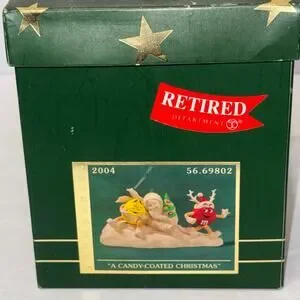 RETIRED
DEPARTMENT 56
2004 56.69802
"A CANDY-COATED CHRISTMAS"
m